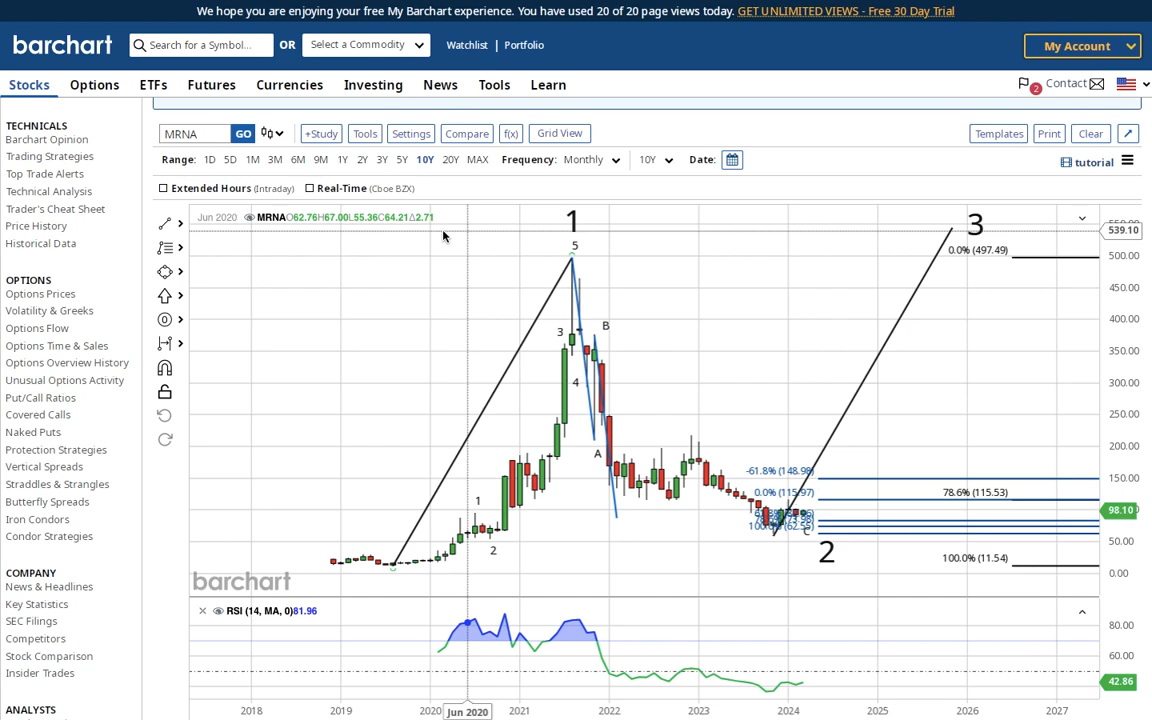 We hope you are enjoying your free My Barchart experience. You have used 20 of 20 page views today. GET UNLIMITED VIEWS - Free 30 Day Trial
barchart Search for a Symbol... OR Select a Commodity Watchlist | Portfolio My Account
Stocks Options ETFs Futures Currencies Investing News Tools Learn 2 Contact
TECHNICALS
Barchart Opinion
Trading Strategies
Top Trade Alerts
Technical Analysis
Trader's Cheat Sheet
Price History
Historical Data
OPTIONS
Options Prices
Volatility & Greeks
Options Flow
Options Time & Sales
Options Overview History
Unusual Options Activity
Put/Call Ratios
Covered Calls
Naked Puts
Protection Strategies
Vertical Spreads
Straddles & Strangles
Butterfly Spreads
Iron Condors
Condor Strategies
COMPANY
News & Headlines
Key Statistics
SEC Filings
Competitors
Stock Comparison
Insider Trades
ANALYSTS
MRNA GO +Study Tools Settings Compare f(x) Grid View Templates Print Clear
Range: 1D 5D 1M 3M 6M 9M 1Y 2Y 3Y 5Y 10Y 20Y MAX Frequency: Monthly 10Y Date: tutorial
Extended Hours (Intraday) Real-Time (Cboe BZX)
Jun 2020 MRNA O62.76 H67.00 L55.36 C64.21 Δ2.71
1
3
5
539.10
0.0% (497.49)
500.00
450.00
400.00
3
B
350.00
4
300.00
250.00
A
200.00
-61.8% (148.98)
150.00
1
0.0% (115.97)
78.6% (115.53)
98.10
100.0% (62.55)
C
2
2
50.00
100.0% (11.54)
0.00
barchart
RSI (14, MA, 0) 81.96
80.00
60.00
42.86
2018 2019 2020 Jun 2020 2021 2022 2023 2024 2025 2026 2027